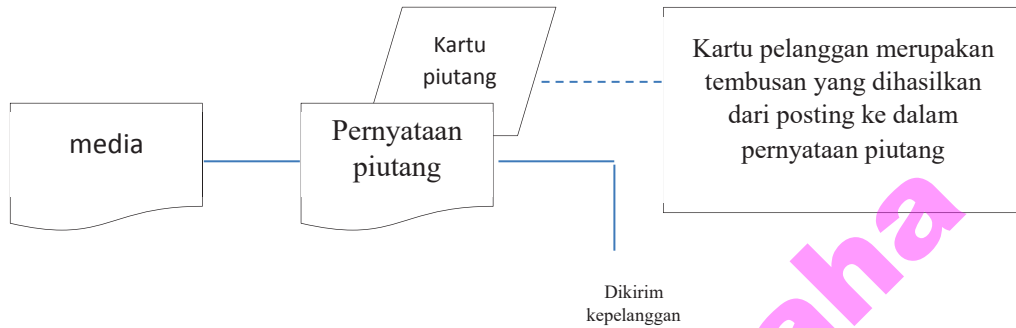 media
Kartu
piutang
Pernyataan
piutang
Kartu pelanggan merupakan
tembusan yang dihasilkan
dari posting ke dalam
pernyataan piutang
Dikirim
kepelanggan
aha